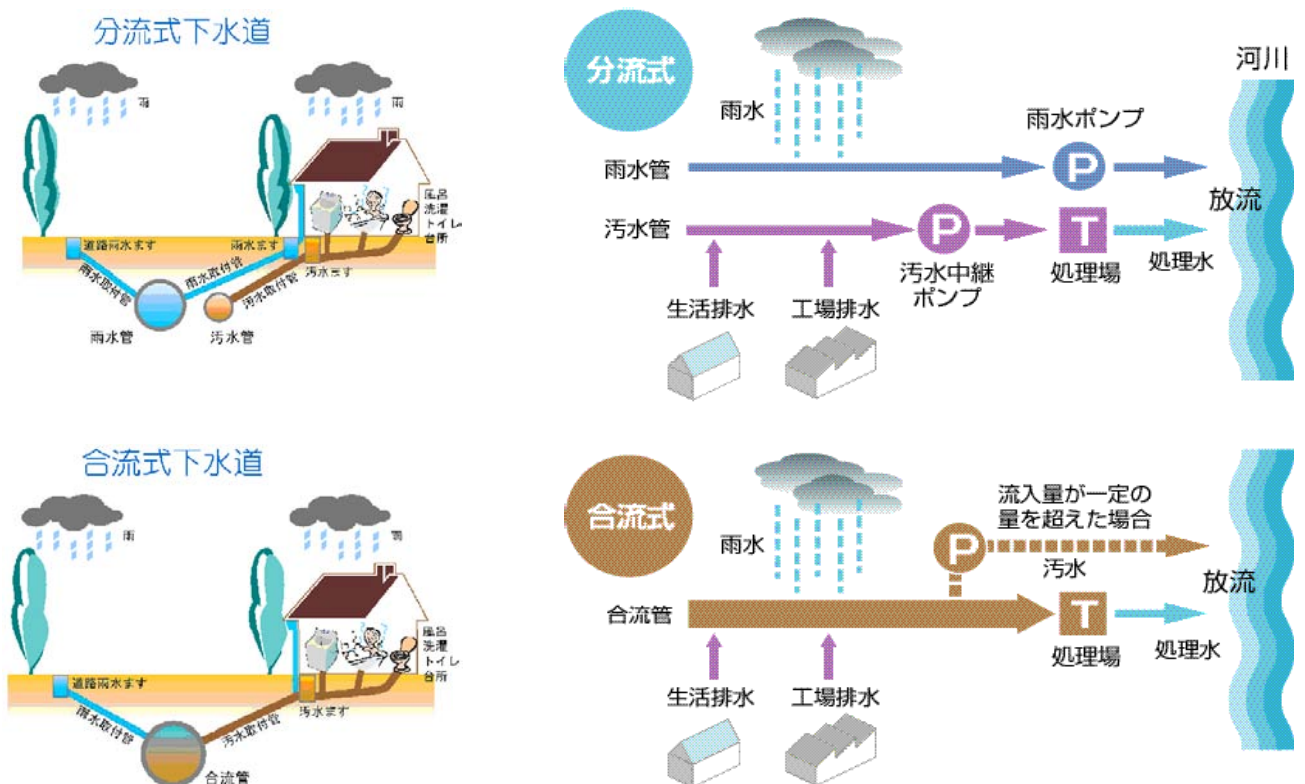 分流式下水道
雨
雨
風呂
洗濯
トイレ
台所
道路雨水ます
雨水ます
汚水ます
雨水取付管
雨水取付管
汚水取付管
雨水管
汚水管
分流式
雨水
河川
雨水ポンプ
P
雨水管
放流
汚水管
P
T
汚水中継
ポンプ
処理場
処理水
生活排水
工場排水
合流式下水道
雨
雨
風呂
洗濯
トイレ
台所
道路雨水ます
汚水ます
雨水取付管
汚水取付管
合流管
合流式
雨水
流入量が一定の
量を超えた場合
P
汚水
放流
合流管
T
処理場
処理水
生活排水
工場排水